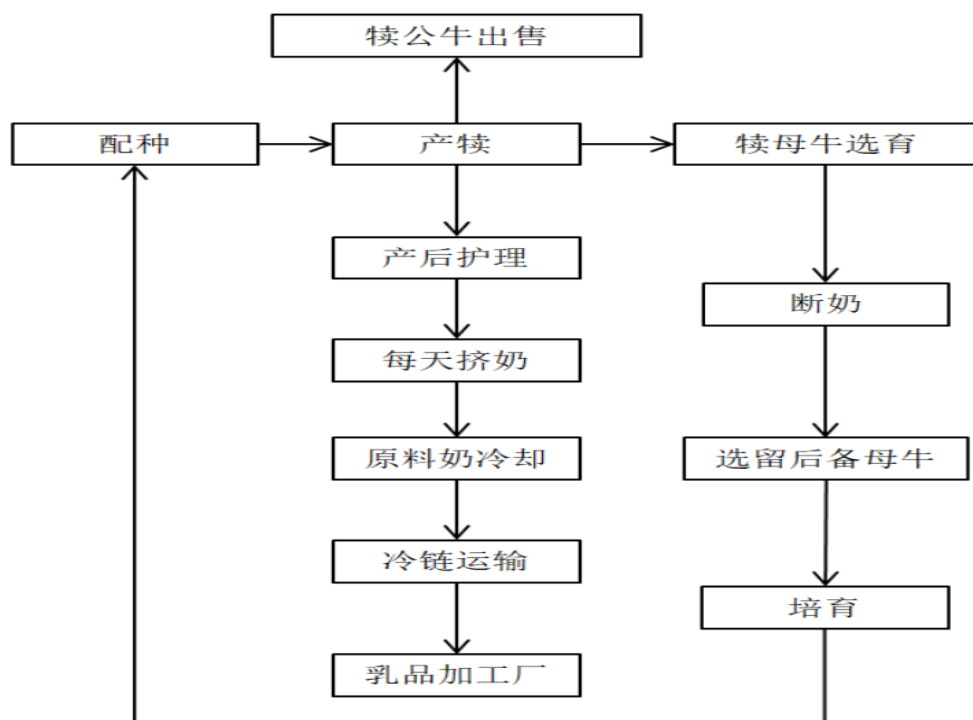 犊公牛出售
配种
产犊
犊母牛选育
产后护理
断奶
每天挤奶
原料奶冷却
选留后备母牛
冷链运输
培育
乳品加工厂